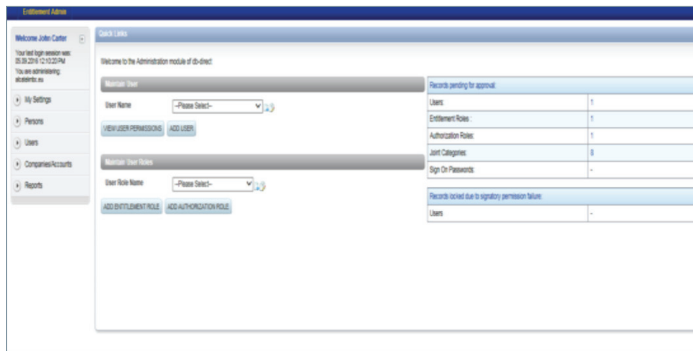 Entitlement Admin
Welcome John Carter
Your last login session was:
05.09.2016 12:10:20 PM
You are administering:
My Settings
Persons
Users
Companies/Accounts
Reports
Quick Links
Welcome to the Administration module of db-direct
Maintain User
User Name
--Please Select--
VIEW USER PERMISSIONS
ADD USER
Maintain User Roles
User Role Name
--Please Select--
ADD ENTITLEMENT ROLE
ADD AUTHORIZATION ROLE
Records pending for approval:
Users: 1
Entitlement Roles : 1
Authorization Roles: 1
Joint Categories:
Sign On Passwords: -
Records locked due to signatory permission failure:
Users -